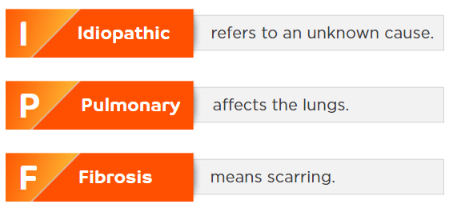 I Idiopathic refers to an unknown cause.
P Pulmonary affects the lungs.
F Fibrosis means scarring.